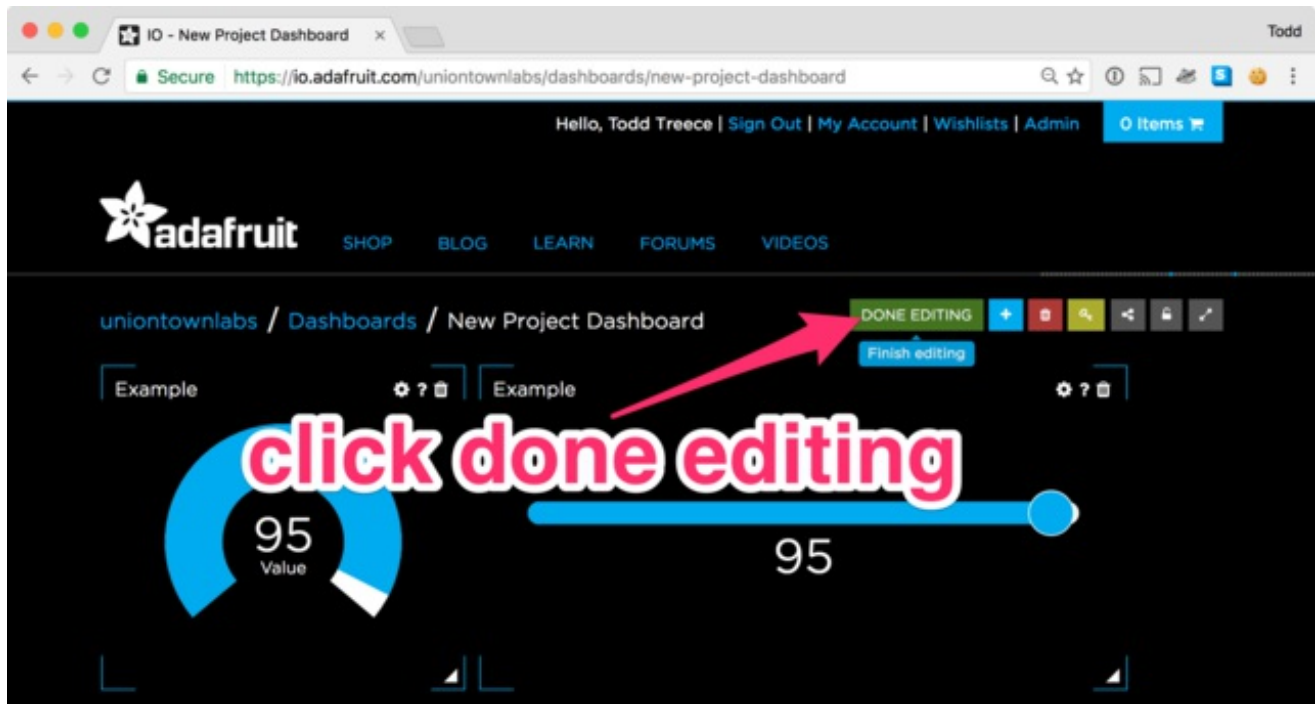 IO - New Project Dashboard
Todd
Secure https://io.adafruit.com/uniontownlabs/dashboards/new-project-dashboard
Hello, Todd Treece | Sign Out | My Account | Wishlists | Admin 0 Items
adafruit SHOP BLOG LEARN FORUMS VIDEOS
uniontownlabs / Dashboards / New Project Dashboard DONE EDITING
Finish editing
Example ? Example ?
click done editing
95
Value
95